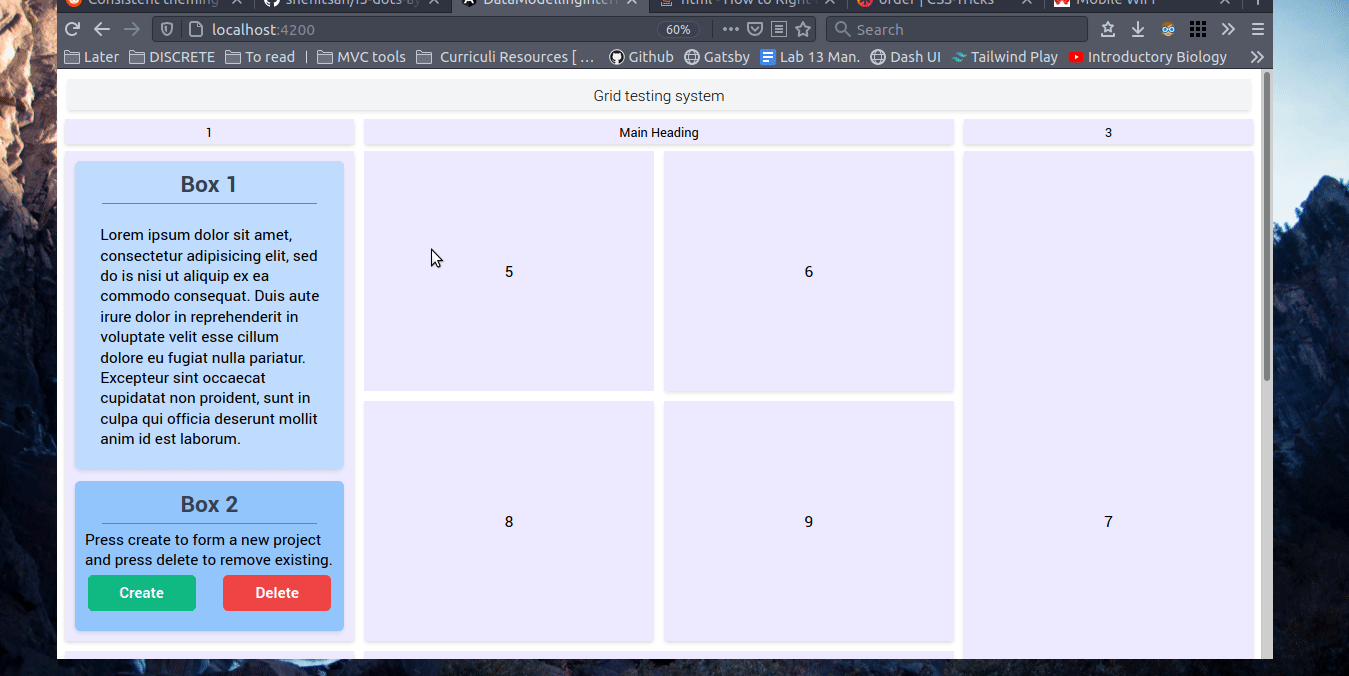 Consistent theming
shenitsan/15-dots-by
DataModellingInterf
html - How to Right
order | CSS-Tricks
Mobile WiFi
localhost:4200
60%
Search
Later
DISCRETE
To read
MVC tools
Curriculi Resources [ ...
Github
Gatsby
Lab 13 Man.
Dash UI
Tailwind Play
Introductory Biology
Grid testing system
1
Main Heading
3
Box 1
Lorem ipsum dolor sit amet,
consectetur adipisicing elit, sed
do is nisi ut aliquip ex ea
commodo consequat. Duis aute
irure dolor in reprehenderit in
voluptate velit esse cillum
dolore eu fugiat nulla pariatur.
Excepteur sint occaecat
cupidatat non proident, sunt in
culpa qui officia deserunt mollit
anim id est laborum.
5
6
Box 2
Press create to form a new project
and press delete to remove existing.
Create
Delete
8
9
7